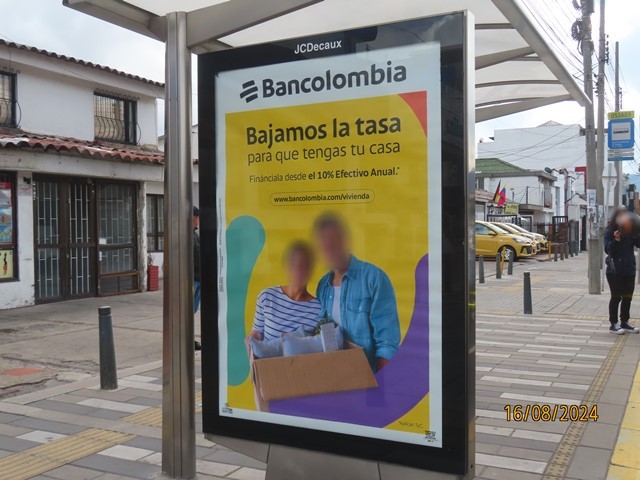 JCDecaux
Bancolombia
Bajamos la tasa
para que tengas tu casa
Finánciala desde el 10% Efectivo Anual.*
www.bancolombia.com/vivienda
16/08/2024